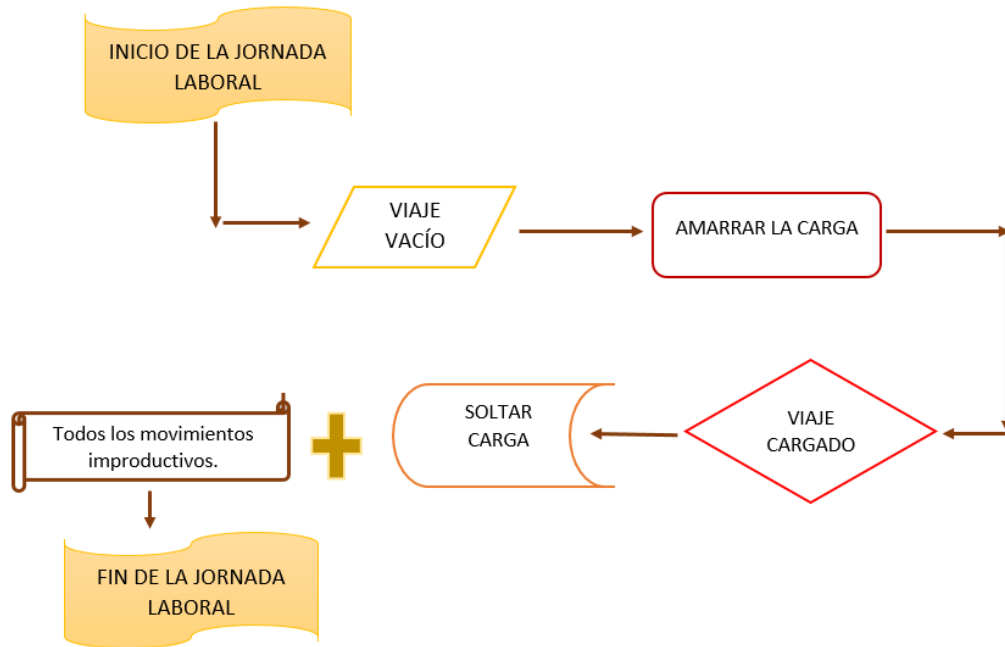 INICIO DE LA JORNADA
LABORAL
VIAJE
VACÍO
AMARRAR LA CARGA
VIAJE
CARGADO
SOLTAR
CARGA
Todos los movimientos
improductivos.
FIN DE LA JORNADA
LABORAL